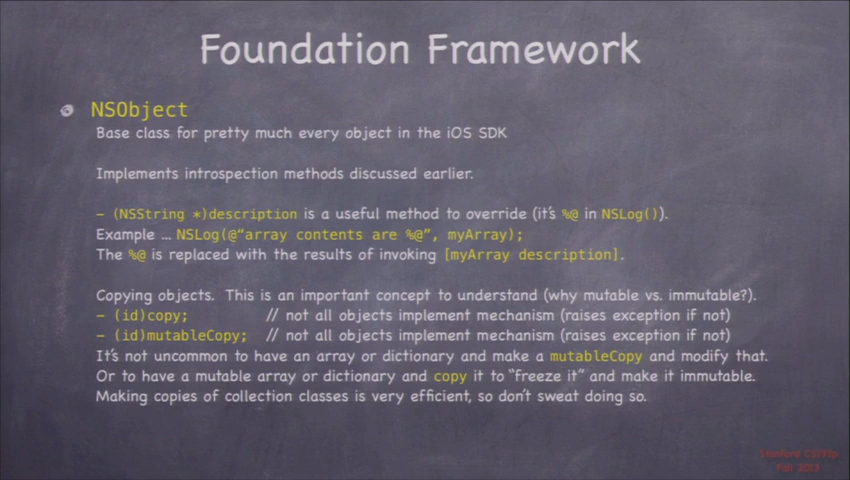 Foundation Framework
NSObject
Base class for pretty much every object in the iOS SDK
Implements introspection methods discussed earlier.
- (NSString *)description is a useful method to override (it's %@ in NSLog()).
Example ... NSLog(@“array contents are %@”, myArray);
The %@ is replaced with the results of invoking [myArray description].
Copying objects. This is an important concept to understand (why mutable vs. immutable?).
- (id)copy; // not all objects implement mechanism (raises exception if not)
- (id)mutableCopy; // not all objects implement mechanism (raises exception if not)
It's not uncommon to have an array or dictionary and make a mutableCopy and modify that.
Or to have a mutable array or dictionary and copy it to “freeze it” and make it immutable.
Making copies of collection classes is very efficient, so don't sweat doing so.
Stanford CS193p
Fall 2013